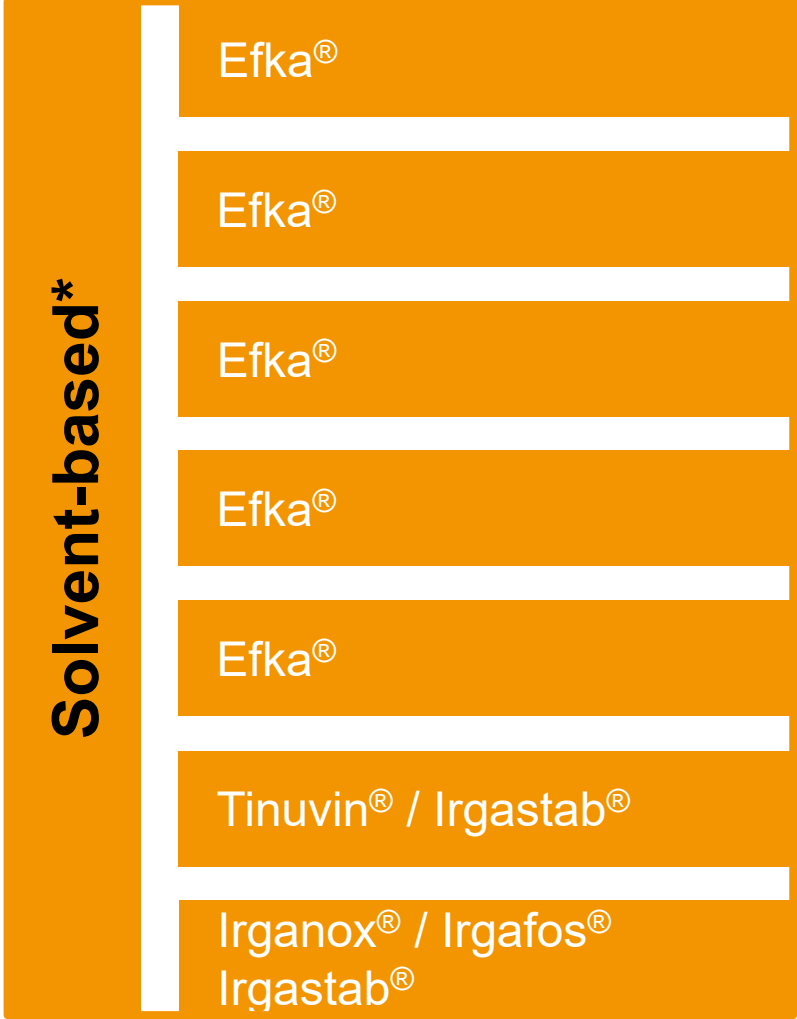 Solvent-based*
Efka®
Efka®
Efka®
Efka®
Efka®
Tinuvin® / Irgastab®
Irganox® / Irgafos®
Irgastab®